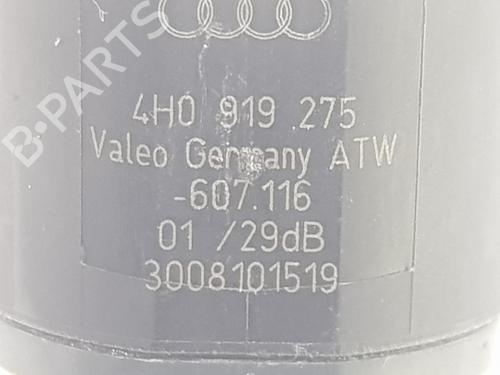 B-PARTS
4H0 919 275
Valeo Germany ATW
-607.116
01 /29dB
3008101519